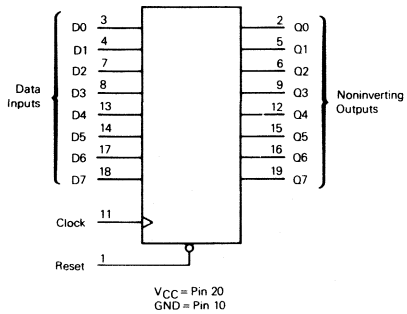 D0 3 2 Q0
D1 4 5 Q1
D2 7 6 Q2
Data Inputs
D3 8 9 Q3
Noninverting Outputs
D4 13 12 Q4
D5 14 15 Q5
D6 17 16 Q6
D7 18 19 Q7
Clock 11
Reset 1
VCC = Pin 20
GND = Pin 10